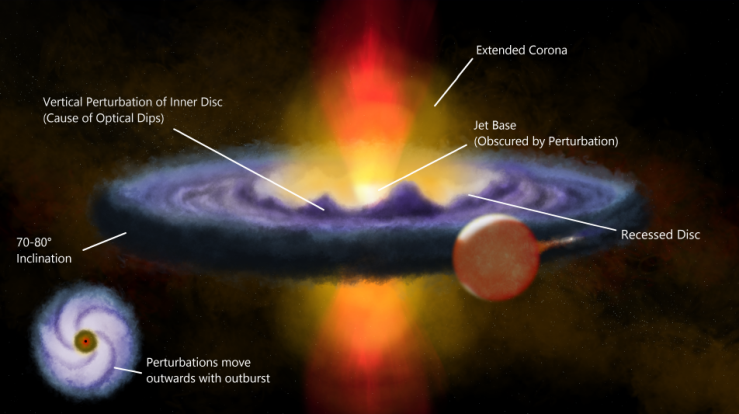 Extended Corona
Vertical Perturbation of Inner Disc
(Cause of Optical Dips)
Jet Base
(Obscured by Perturbation)
Recessed Disc
70-80°
Inclination
Perturbations move
outwards with outburst